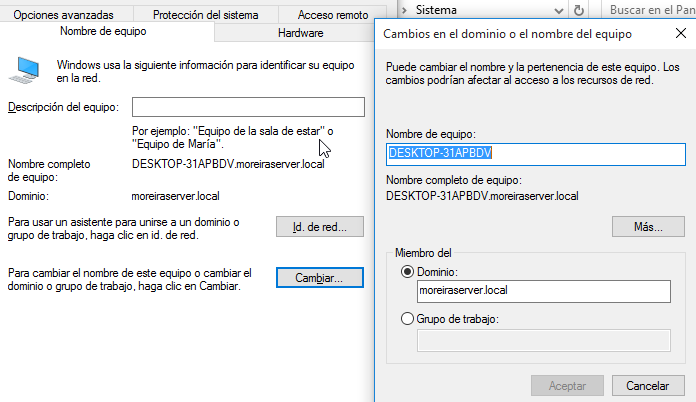 Opciones avanzadas
Protección del sistema
Acceso remoto
Nombre de equipo
Hardware
Windows usa la siguiente información para identificar su equipo
en la red.
Descripción del equipo:
Por ejemplo: "Equipo de la sala de estar" o
"Equipo de María".
Nombre completo
de equipo:
DESKTOP-31APBDV.moreiraserver.local
Dominio:
moreiraserver.local
Para usar un asistente para unirse a un dominio o
grupo de trabajo, haga clic en id. de red.
Id. de red...
Para cambiar el nombre de este equipo o cambiar el
dominio o grupo de trabajo, haga clic en Cambiar.
Cambiar...
Sistema
Buscar en el Pan
Cambios en el dominio o el nombre del equipo
Puede cambiar el nombre y la pertenencia de este equipo. Los
cambios podrían afectar al acceso a los recursos de red.
Nombre de equipo:
DESKTOP-31APBDV
Nombre completo de equipo:
DESKTOP-31APBDV.moreiraserver.local
Más...
Miembro del
Dominio:
moreiraserver.local
Grupo de trabajo:
Aceptar
Cancelar